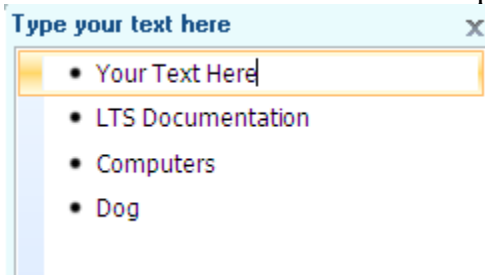 Type your text here
• Your Text Here
• LTS Documentation
• Computers
• Dog